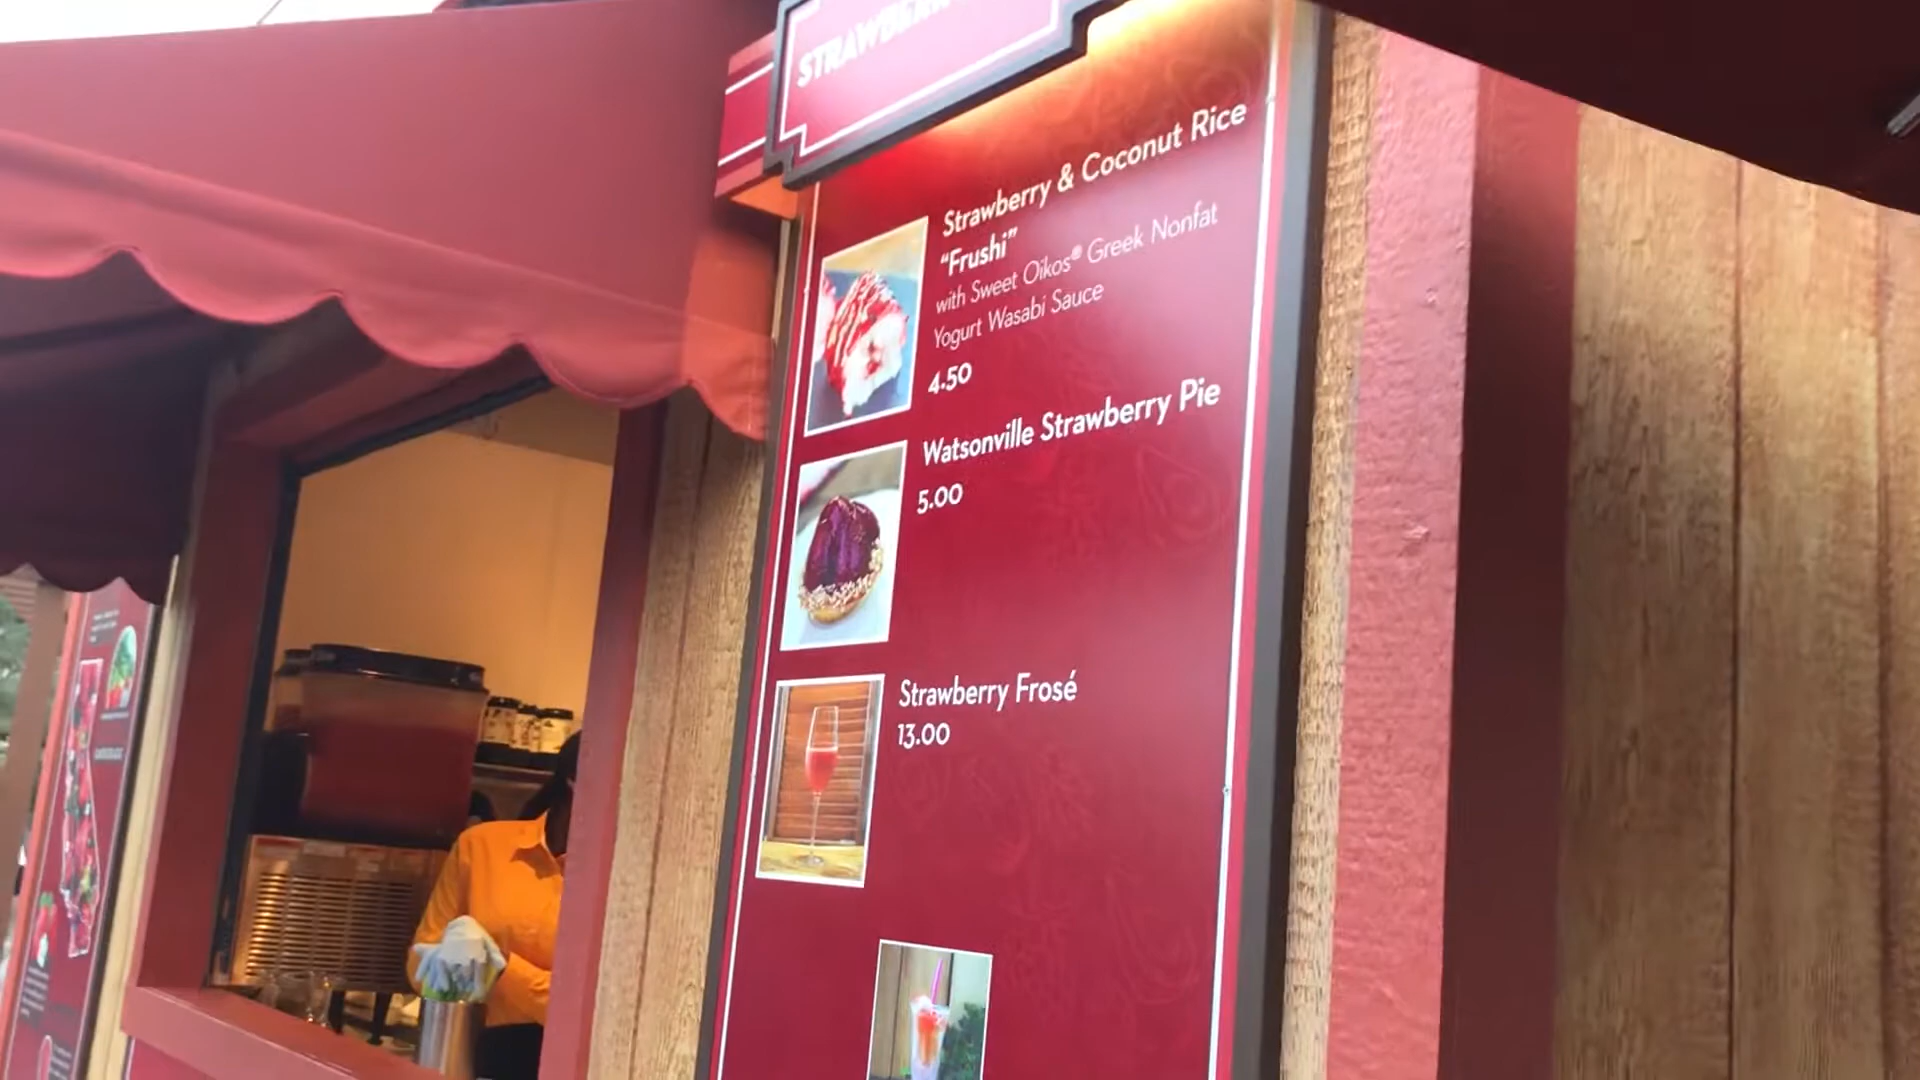 Strawberry & Coconut Rice
“Frushi”
with Sweet Oikos® Greek Nonfat
Yogurt Wasabi Sauce
4.50
Watsonville Strawberry Pie
5.00
Strawberry Frosé
13.00